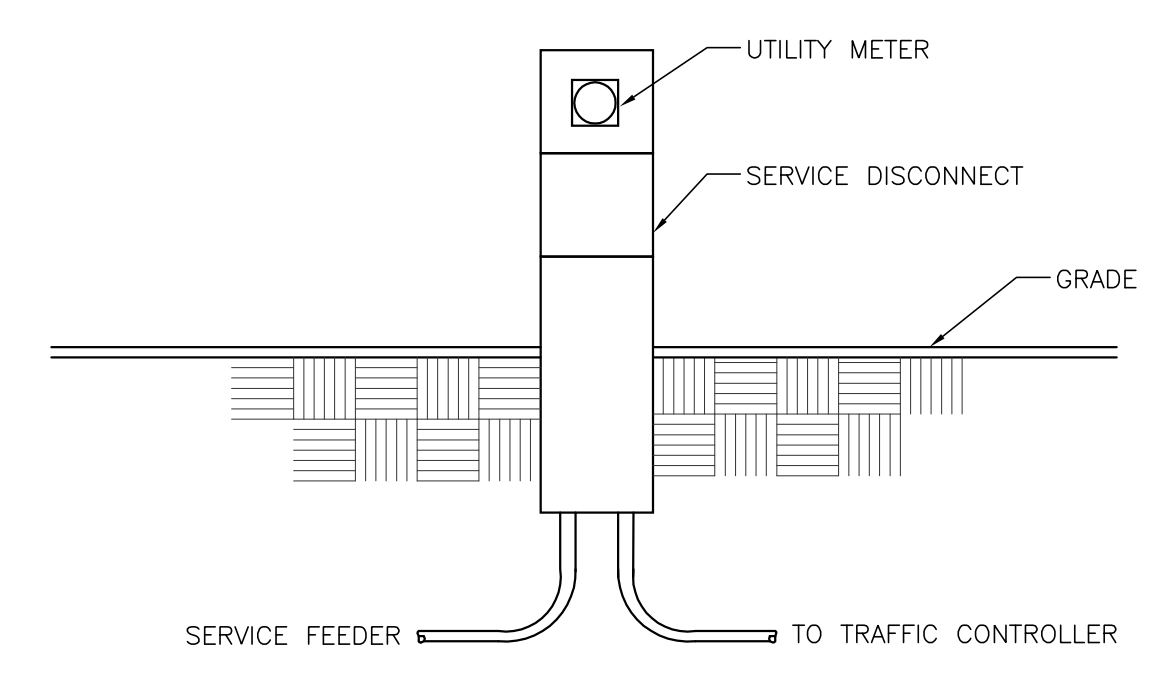 UTILITY METER
SERVICE DISCONNECT
GRADE
SERVICE FEEDER
TO TRAFFIC CONTROLLER